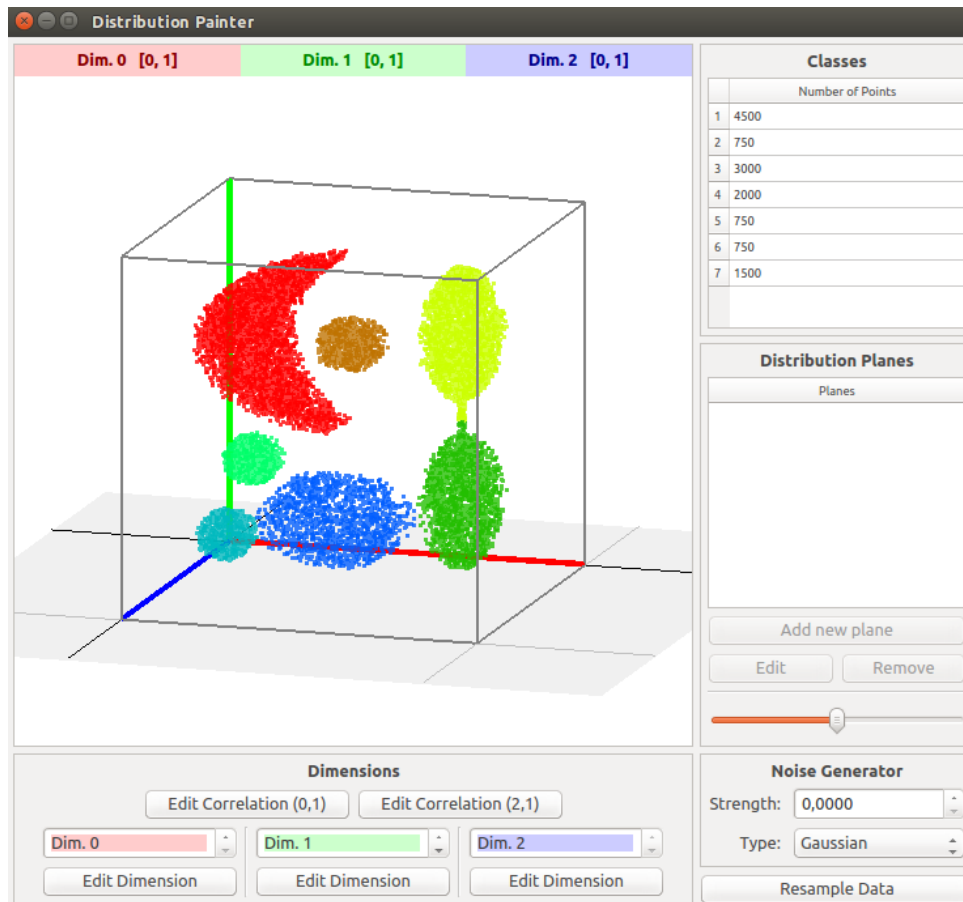 Distribution Painter
Dim. 0 [0, 1] Dim. 1 [0, 1] Dim. 2 [0, 1]
Classes
Number of Points
1 4500
2 750
3 3000
4 2000
5 750
6 750
7 1500
Distribution Planes
Planes
Add new plane
Edit Remove
Dimensions
Edit Correlation (0,1) Edit Correlation (2,1)
Dim. 0 Dim. 1 Dim. 2
Edit Dimension Edit Dimension Edit Dimension
Noise Generator
Strength: 0,0000
Type: Gaussian
Resample Data